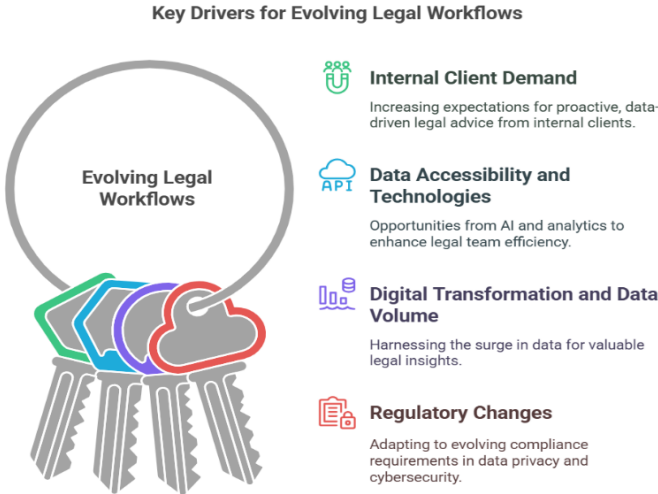 Key Drivers for Evolving Legal Workflows
Evolving Legal
Workflows
Internal Client Demand
Increasing expectations for proactive, data-
driven legal advice from internal clients.
API
Data Accessibility and
Technologies
Opportunities from AI and analytics to
enhance legal team efficiency.
Digital Transformation and Data
Volume
Harnessing the surge in data for valuable
legal insights.
Regulatory Changes
Adapting to evolving compliance
requirements in data privacy and
cybersecurity.